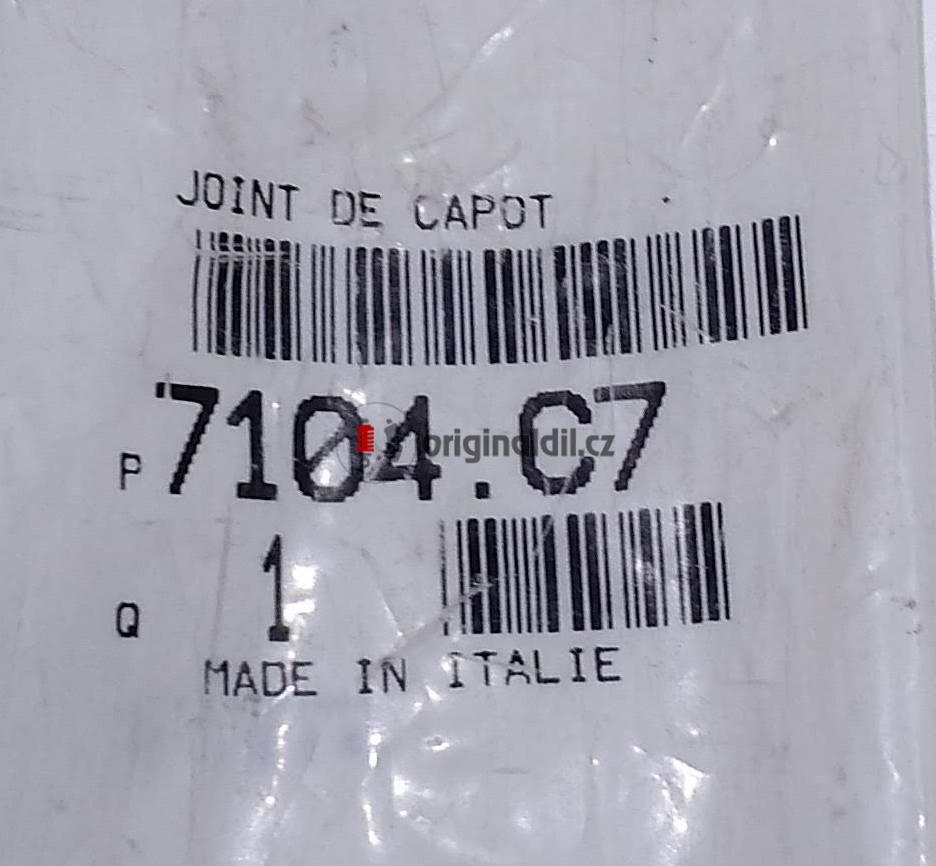 JOINT DE CAPOT
P 7104.C7
originaldil.cz
Q 1
MADE IN ITALIE